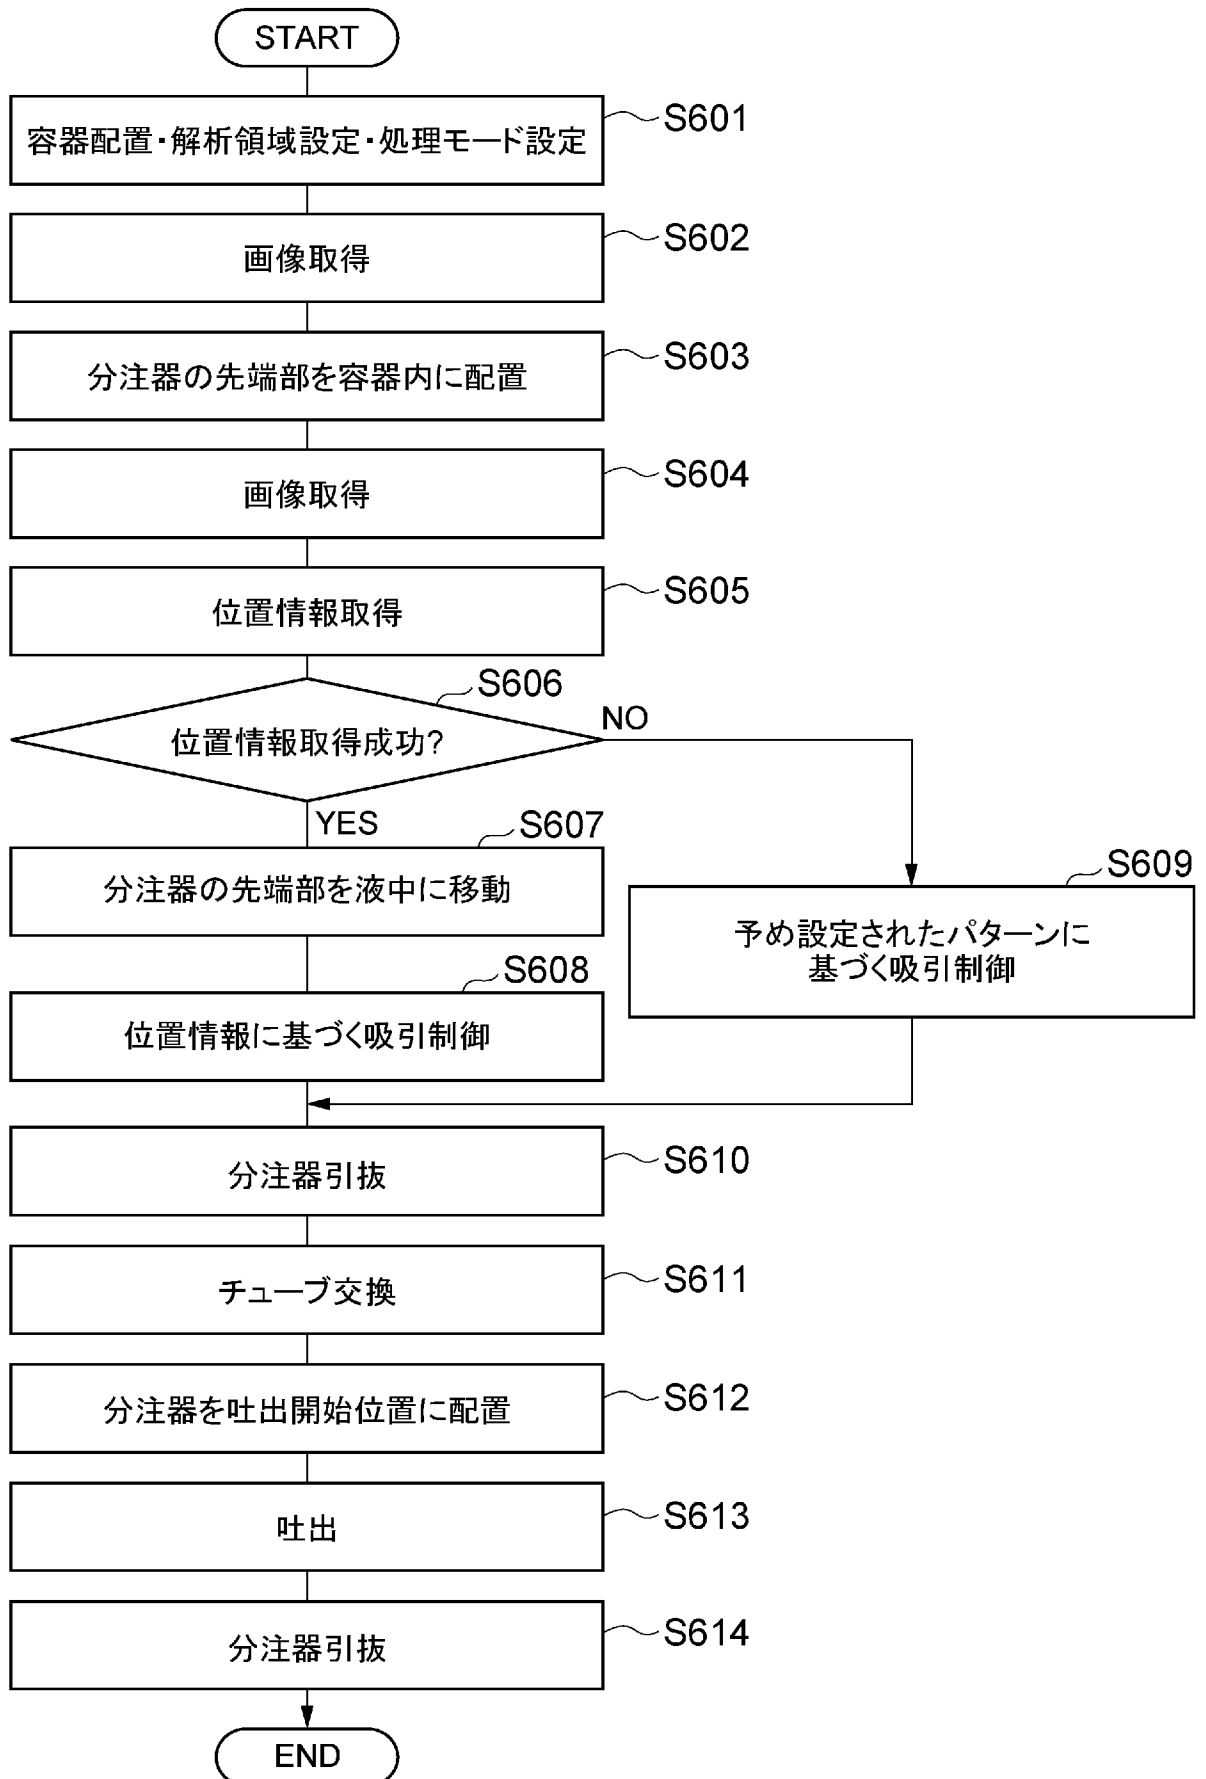 START
容器配置・解析領域設定・処理モード設定
S601
画像取得
S602
分注器の先端部を容器内に配置
S603
画像取得
S604
位置情報取得
S605
位置情報取得成功?
S606
NO
YES
分注器の先端部を液中に移動
S607
位置情報に基づく吸引制御
S608
予め設定されたパターンに
基づく吸引制御
S609
分注器引抜
S610
チューブ交換
S611
分注器を吐出開始位置に配置
S612
吐出
S613
分注器引抜
S614
END